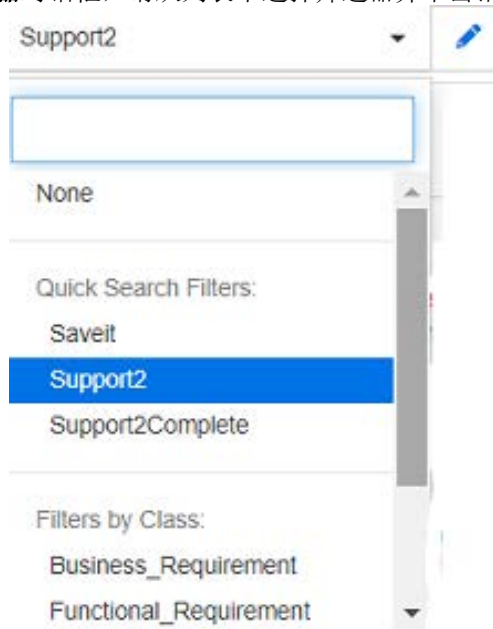 Support2
None
Quick Search Filters:
Saveit
Support2
Support2Complete
Filters by Class:
Business_Requirement
Functional_Requirement